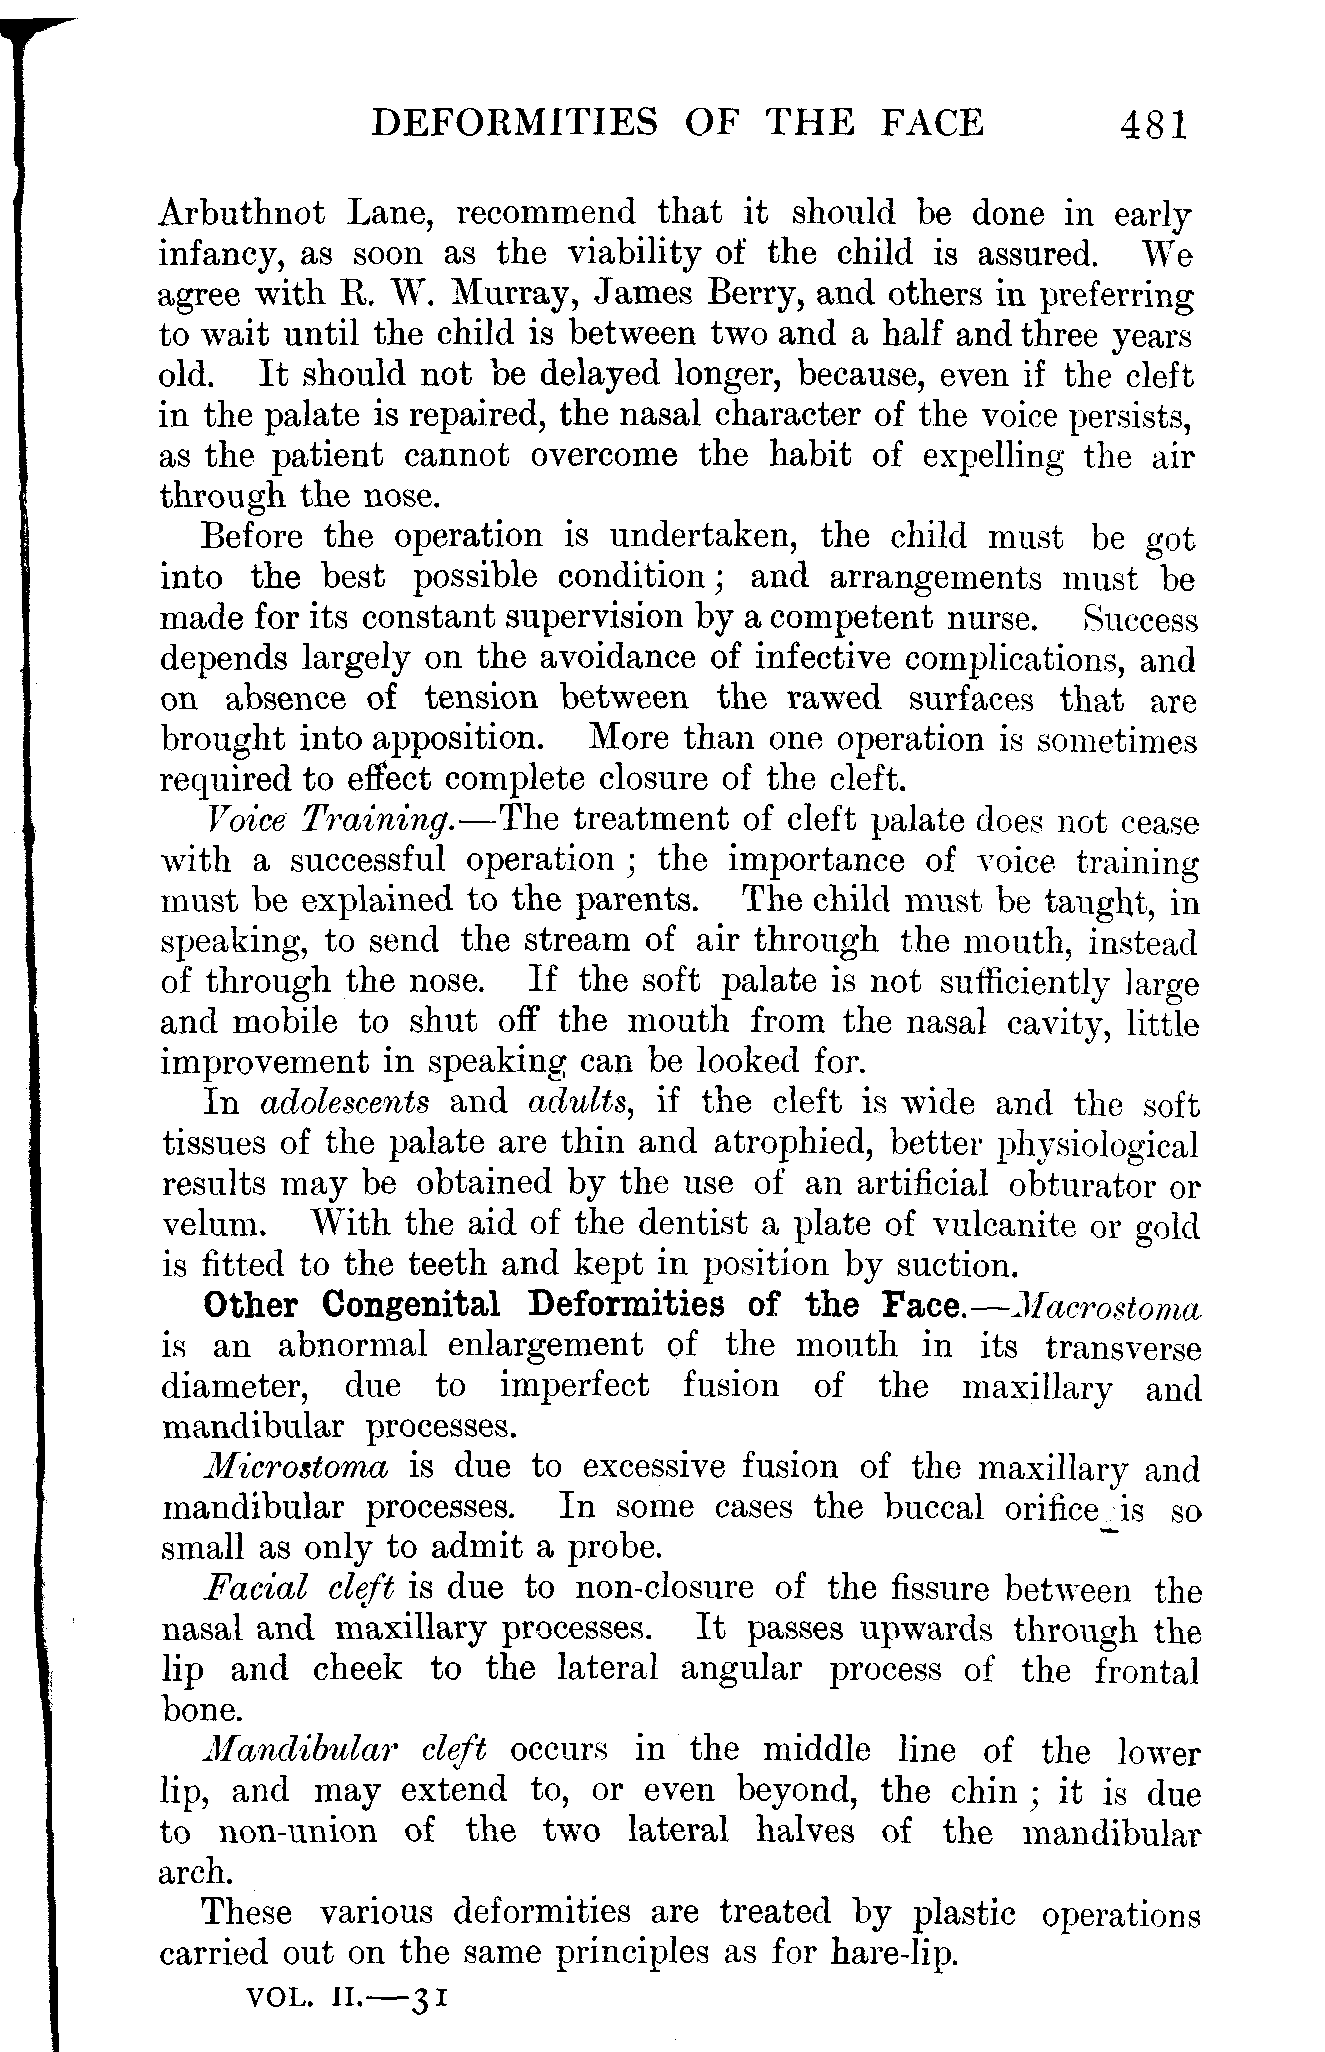 DEFORMITIES OF THE FACE 481
Arbuthnot Lane, recommend that it should be done in early
infancy, as soon as the viability of the child is assured. We
agree with R. W. Murray, James Berry, and others in preferring
to wait until the child is between two and a half and three years
old. It should not be delayed longer, because, even if the cleft
in the palate is repaired, the nasal character of the voice persists,
as the patient cannot overcome the habit of expelling the air
through the nose.
Before the operation is undertaken, the child must be got
into the best possible condition; and arrangements must be
made for its constant supervision by a competent nurse. Success
depends largely on the avoidance of infective complications, and
on absence of tension between the rawed surfaces that are
brought into apposition. More than one operation is sometimes
required to effect complete closure of the cleft.
Voice Training.—The treatment of cleft palate does not cease
with a successful operation; the importance of voice training
must be explained to the parents. The child must be taught, in
speaking, to send the stream of air through the mouth, instead
of through the nose. If the soft palate is not sufficiently large
and mobile to shut off the mouth from the nasal cavity, little
improvement in speaking can be looked for.
In adolescents and adults, if the cleft is wide and the soft
tissues of the palate are thin and atrophied, better physiological
results may be obtained by the use of an artificial obturator or
velum. With the aid of the dentist a plate of vulcanite or gold
is fitted to the teeth and kept in position by suction.
Other Congenital Deformities of the Face.—Macrostoma
is an abnormal enlargement of the mouth in its transverse
diameter, due to imperfect fusion of the maxillary and
mandibular processes.
Microstoma is due to excessive fusion of the maxillary and
mandibular processes. In some cases the buccal orifice is so
small as only to admit a probe.
Facial cleft is due to non-closure of the fissure between the
nasal and maxillary processes. It passes upwards through the
lip and cheek to the lateral angular process of the frontal
bone.
Mandibular cleft occurs in the middle line of the lower
lip, and may extend to, or even beyond, the chin; it is due
to non-union of the two lateral halves of the mandibular
arch.
These various deformities are treated by plastic operations
carried out on the same principles as for hare-lip.
VOL. II.—31